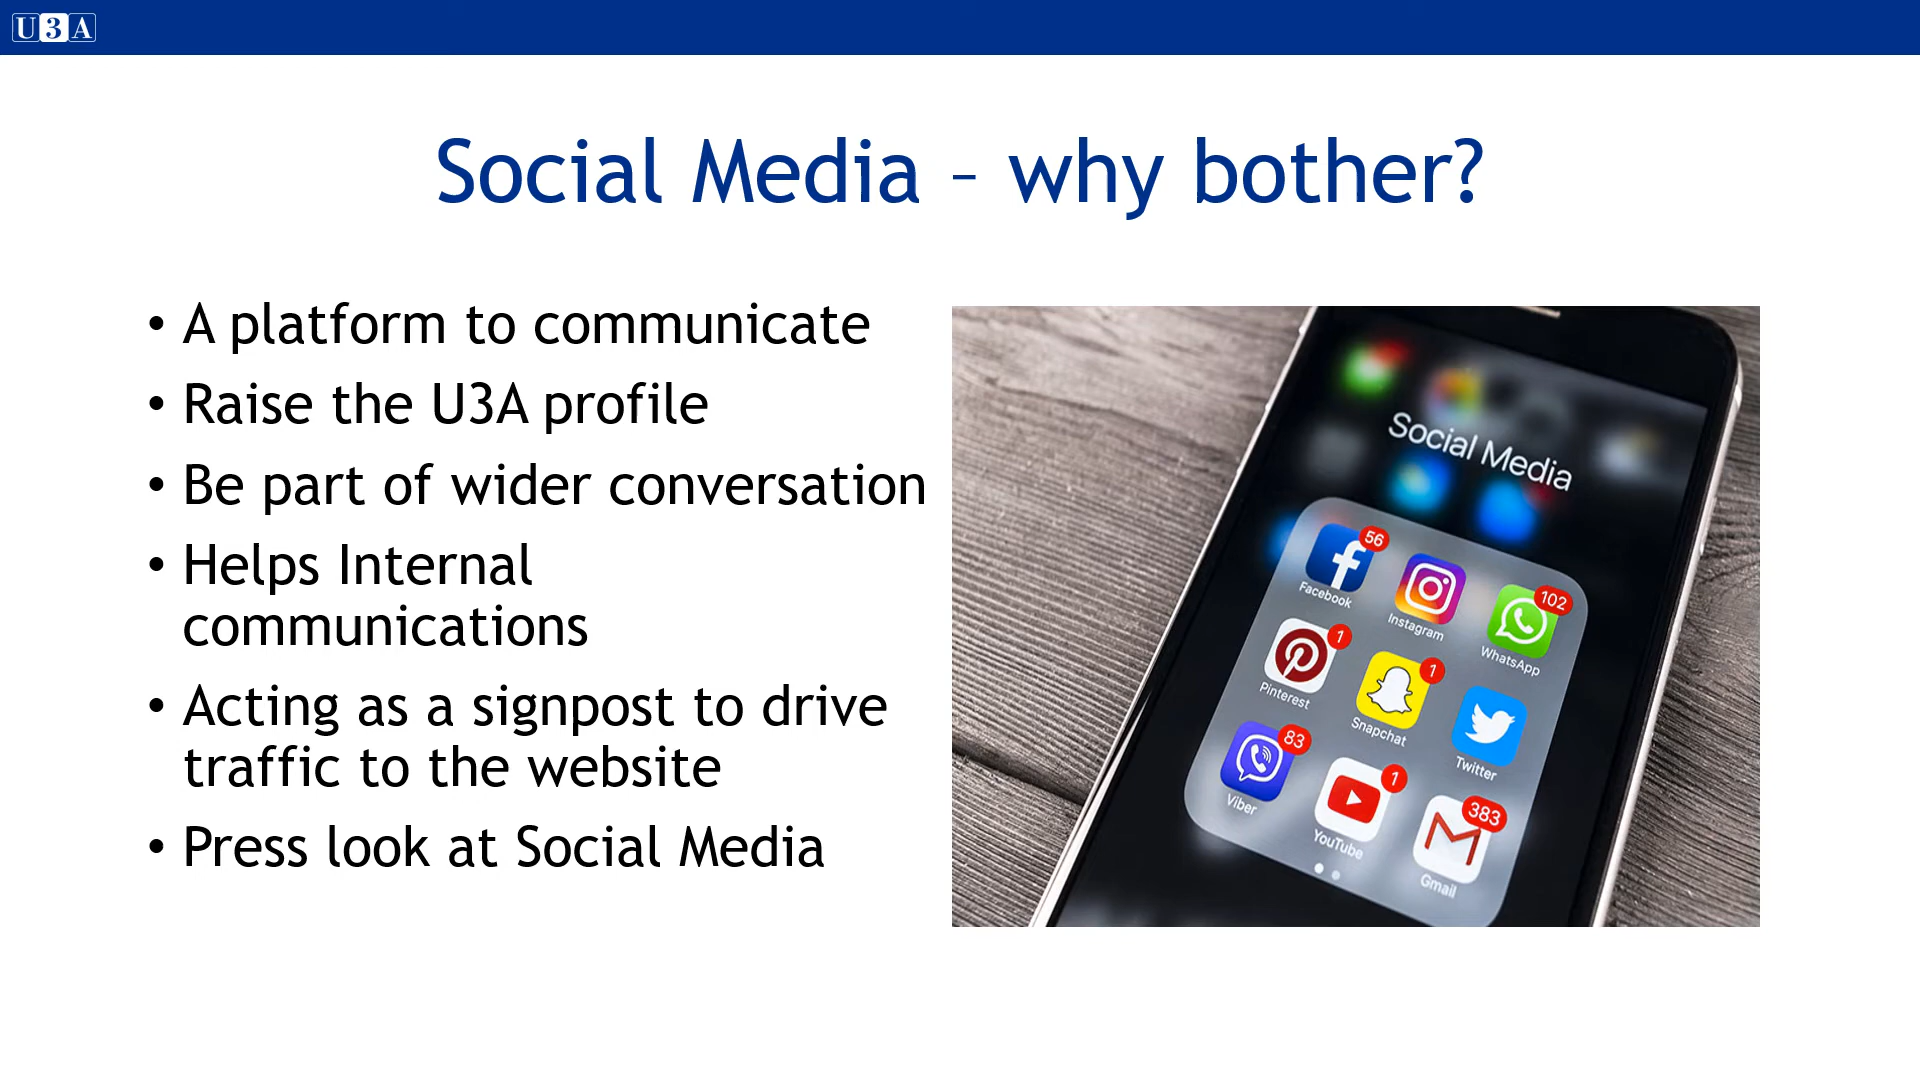 U3A
Social Media – why bother?
• A platform to communicate
• Raise the U3A profile
• Be part of wider conversation
• Helps Internal
communications
• Acting as a signpost to drive
traffic to the website
• Press look at Social Media
Social Media
56
Facebook
Instagram
102
WhatsApp
1
Pinterest
1
Snapchat
Twitter
83
Viber
1
YouTube
383
Gmail